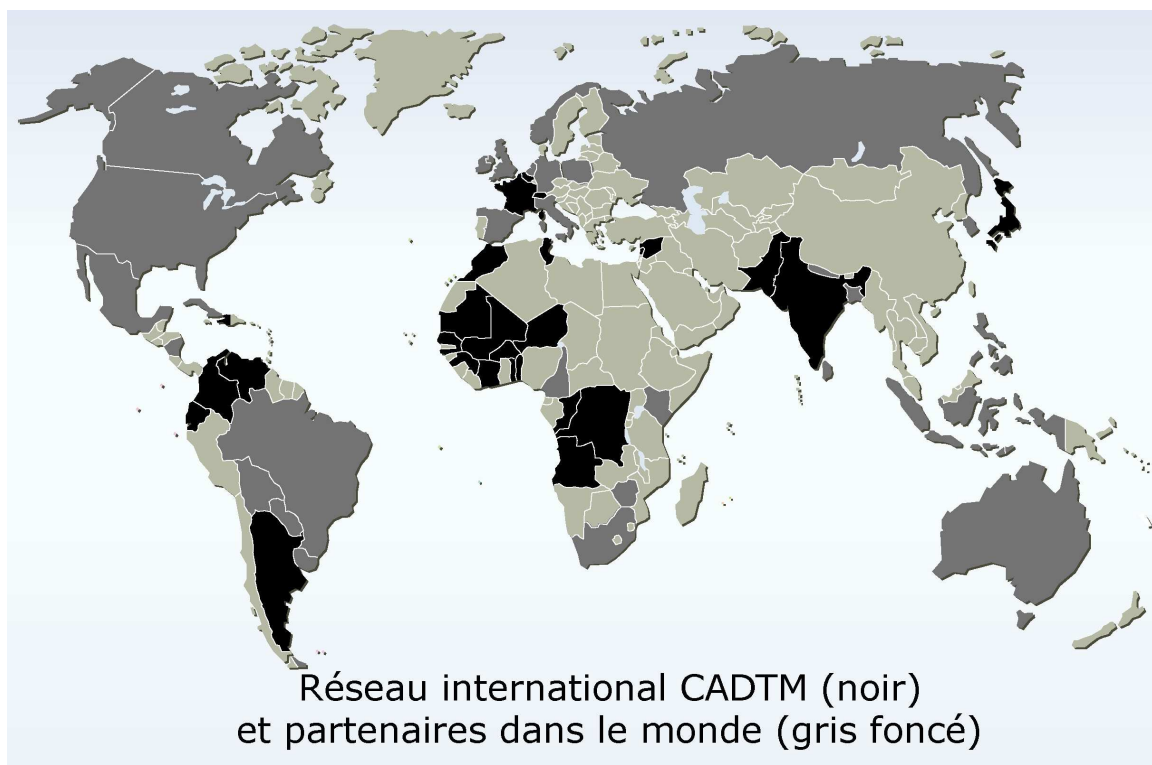 Réseau international CADTM (noir)
et partenaires dans le monde (gris foncé)